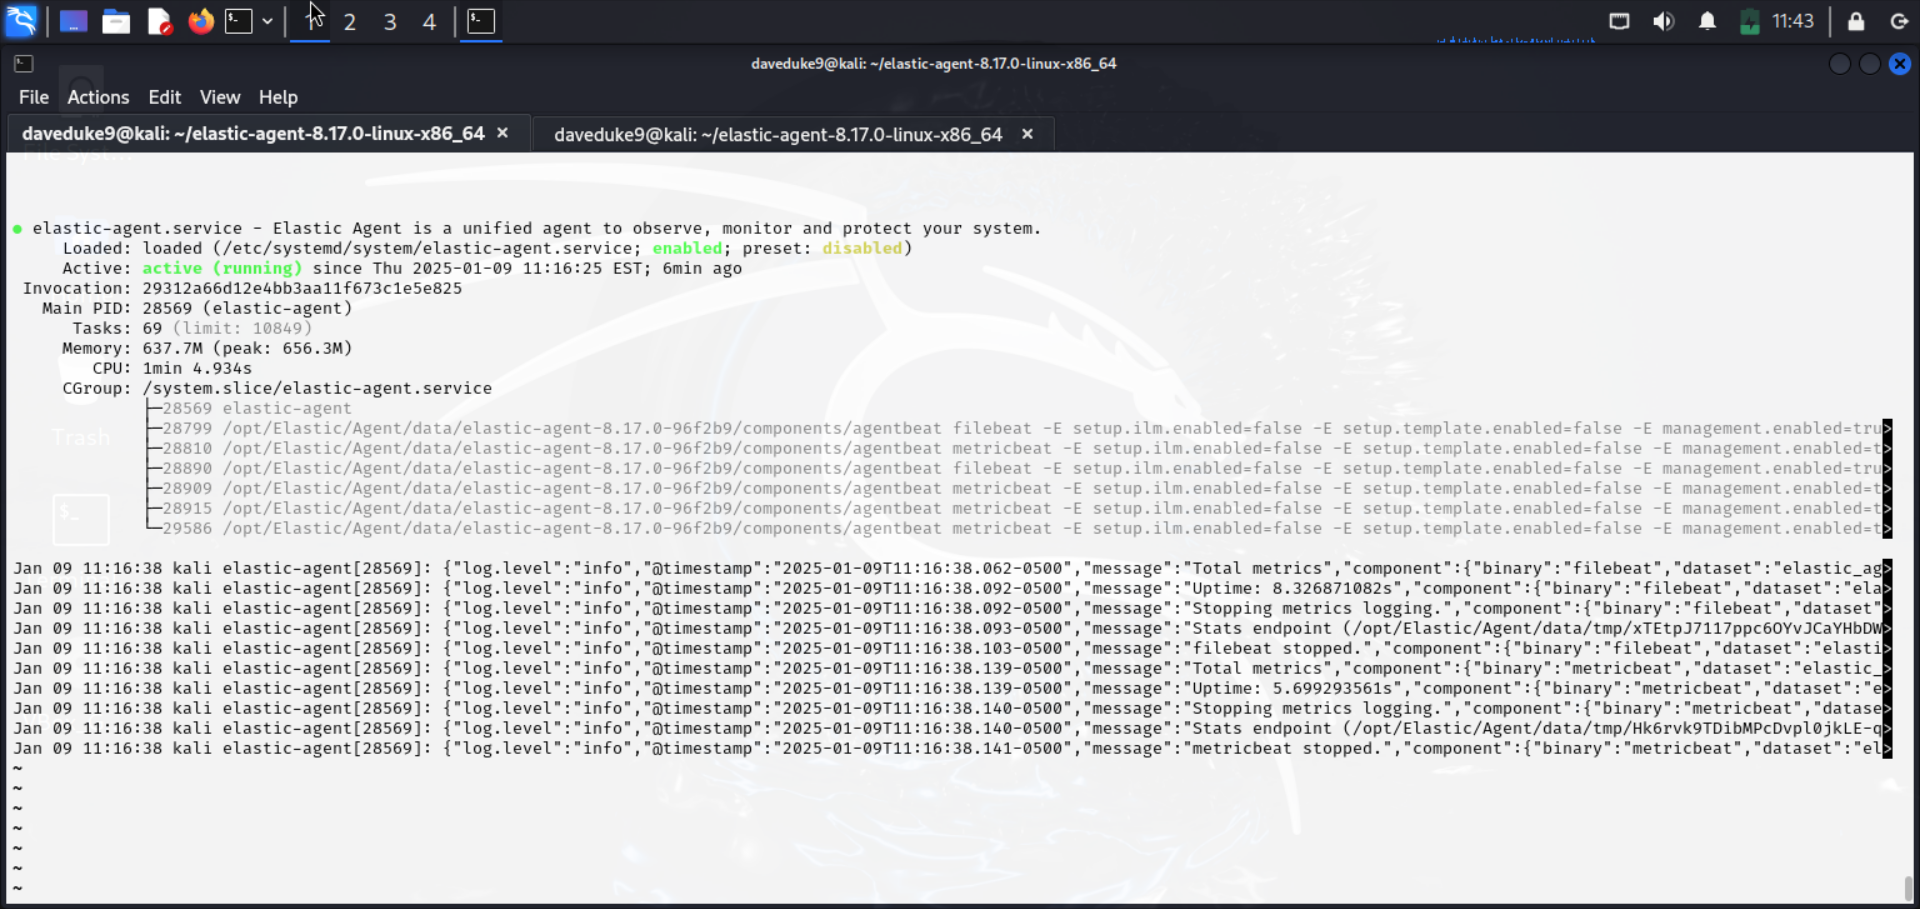 1 2 3 4 11:43
daveduke9@kali: ~/elastic-agent-8.17.0-linux-x86_64
File Actions Edit View Help
daveduke9@kali: ~/elastic-agent-8.17.0-linux-x86_64 × daveduke9@kali: ~/elastic-agent-8.17.0-linux-x86_64 ×
File Syst...
● elastic-agent.service - Elastic Agent is a unified agent to observe, monitor and protect your system.
Loaded: loaded (/etc/systemd/system/elastic-agent.service; enabled; preset: disabled)
Active: active (running) since Thu 2025-01-09 11:16:25 EST; 6min ago
Invocation: 29312a66d12e4bb3aa11f673c1e5e825
Main PID: 28569 (elastic-agent)
Tasks: 69 (limit: 10849)
Memory: 637.7M (peak: 656.3M)
CPU: 1min 4.934s
CGroup: /system.slice/elastic-agent.service
├─28569 elastic-agent
├─28799 /opt/Elastic/Agent/data/elastic-agent-8.17.0-96f2b9/components/agentbeat filebeat -E setup.ilm.enabled=false -E setup.template.enabled=false -E management.enabled=tru>
Trash
├─28810 /opt/Elastic/Agent/data/elastic-agent-8.17.0-96f2b9/components/agentbeat metricbeat -E setup.ilm.enabled=false -E setup.template.enabled=false -E management.enabled=t>
├─28890 /opt/Elastic/Agent/data/elastic-agent-8.17.0-96f2b9/components/agentbeat filebeat -E setup.ilm.enabled=false -E setup.template.enabled=false -E management.enabled=tru>
├─28909 /opt/Elastic/Agent/data/elastic-agent-8.17.0-96f2b9/components/agentbeat metricbeat -E setup.ilm.enabled=false -E setup.template.enabled=false -E management.enabled=t>
├─28915 /opt/Elastic/Agent/data/elastic-agent-8.17.0-96f2b9/components/agentbeat metricbeat -E setup.ilm.enabled=false -E setup.template.enabled=false -E management.enabled=t>
└─29586 /opt/Elastic/Agent/data/elastic-agent-8.17.0-96f2b9/components/agentbeat metricbeat -E setup.ilm.enabled=false -E setup.template.enabled=false -E management.enabled=t>
Jan 09 11:16:38 kali elastic-agent[28569]: {"log.level":"info","@timestamp":"2025-01-09T11:16:38.062-0500","message":"Total metrics","component":{"binary":"filebeat","dataset":"elastic_ag>
Jan 09 11:16:38 kali elastic-agent[28569]: {"log.level":"info","@timestamp":"2025-01-09T11:16:38.092-0500","message":"Uptime: 8.326871082s","component":{"binary":"filebeat","dataset":"ela>
Jan 09 11:16:38 kali elastic-agent[28569]: {"log.level":"info","@timestamp":"2025-01-09T11:16:38.092-0500","message":"Stopping metrics logging.","component":{"binary":"filebeat","dataset">
Jan 09 11:16:38 kali elastic-agent[28569]: {"log.level":"info","@timestamp":"2025-01-09T11:16:38.093-0500","message":"Stats endpoint (/opt/Elastic/Agent/data/tmp/xTEtpJ7117ppc6OYvJCaYHbDW>
Jan 09 11:16:38 kali elastic-agent[28569]: {"log.level":"info","@timestamp":"2025-01-09T11:16:38.103-0500","message":"filebeat stopped.","component":{"binary":"filebeat","dataset":"elasti>
Jan 09 11:16:38 kali elastic-agent[28569]: {"log.level":"info","@timestamp":"2025-01-09T11:16:38.139-0500","message":"Total metrics","component":{"binary":"metricbeat","dataset":"elastic_>
Jan 09 11:16:38 kali elastic-agent[28569]: {"log.level":"info","@timestamp":"2025-01-09T11:16:38.139-0500","message":"Uptime: 5.699293561s","component":{"binary":"metricbeat","dataset":"e>
Jan 09 11:16:38 kali elastic-agent[28569]: {"log.level":"info","@timestamp":"2025-01-09T11:16:38.140-0500","message":"Stopping metrics logging.","component":{"binary":"metricbeat","datase>
Jan 09 11:16:38 kali elastic-agent[28569]: {"log.level":"info","@timestamp":"2025-01-09T11:16:38.140-0500","message":"Stats endpoint (/opt/Elastic/Agent/data/tmp/Hk6rvk9TDibMPcDvpl0jkLE-q>
Jan 09 11:16:38 kali elastic-agent[28569]: {"log.level":"info","@timestamp":"2025-01-09T11:16:38.141-0500","message":"metricbeat stopped.","component":{"binary":"metricbeat","dataset":"el>
~
~
~
~
~
~
~